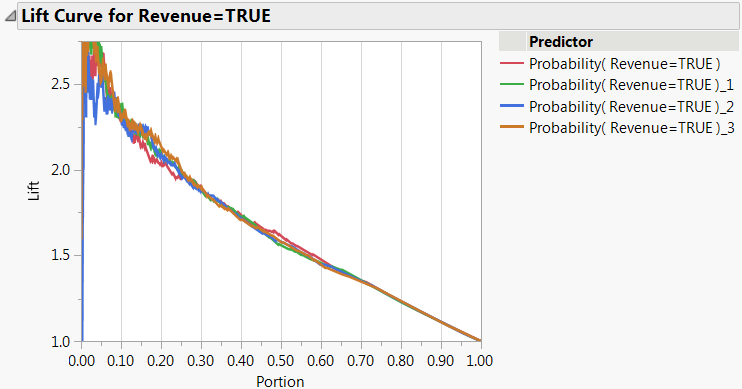 Lift Curve for Revenue=TRUE
Predictor
Probability( Revenue=TRUE )
Probability( Revenue=TRUE )_1
Probability( Revenue=TRUE )_2
Probability( Revenue=TRUE )_3
2.5
2.0
Lift
1.5
1.0
0.00 0.10 0.20 0.30 0.40 0.50 0.60 0.70 0.80 0.90 1.00
Portion